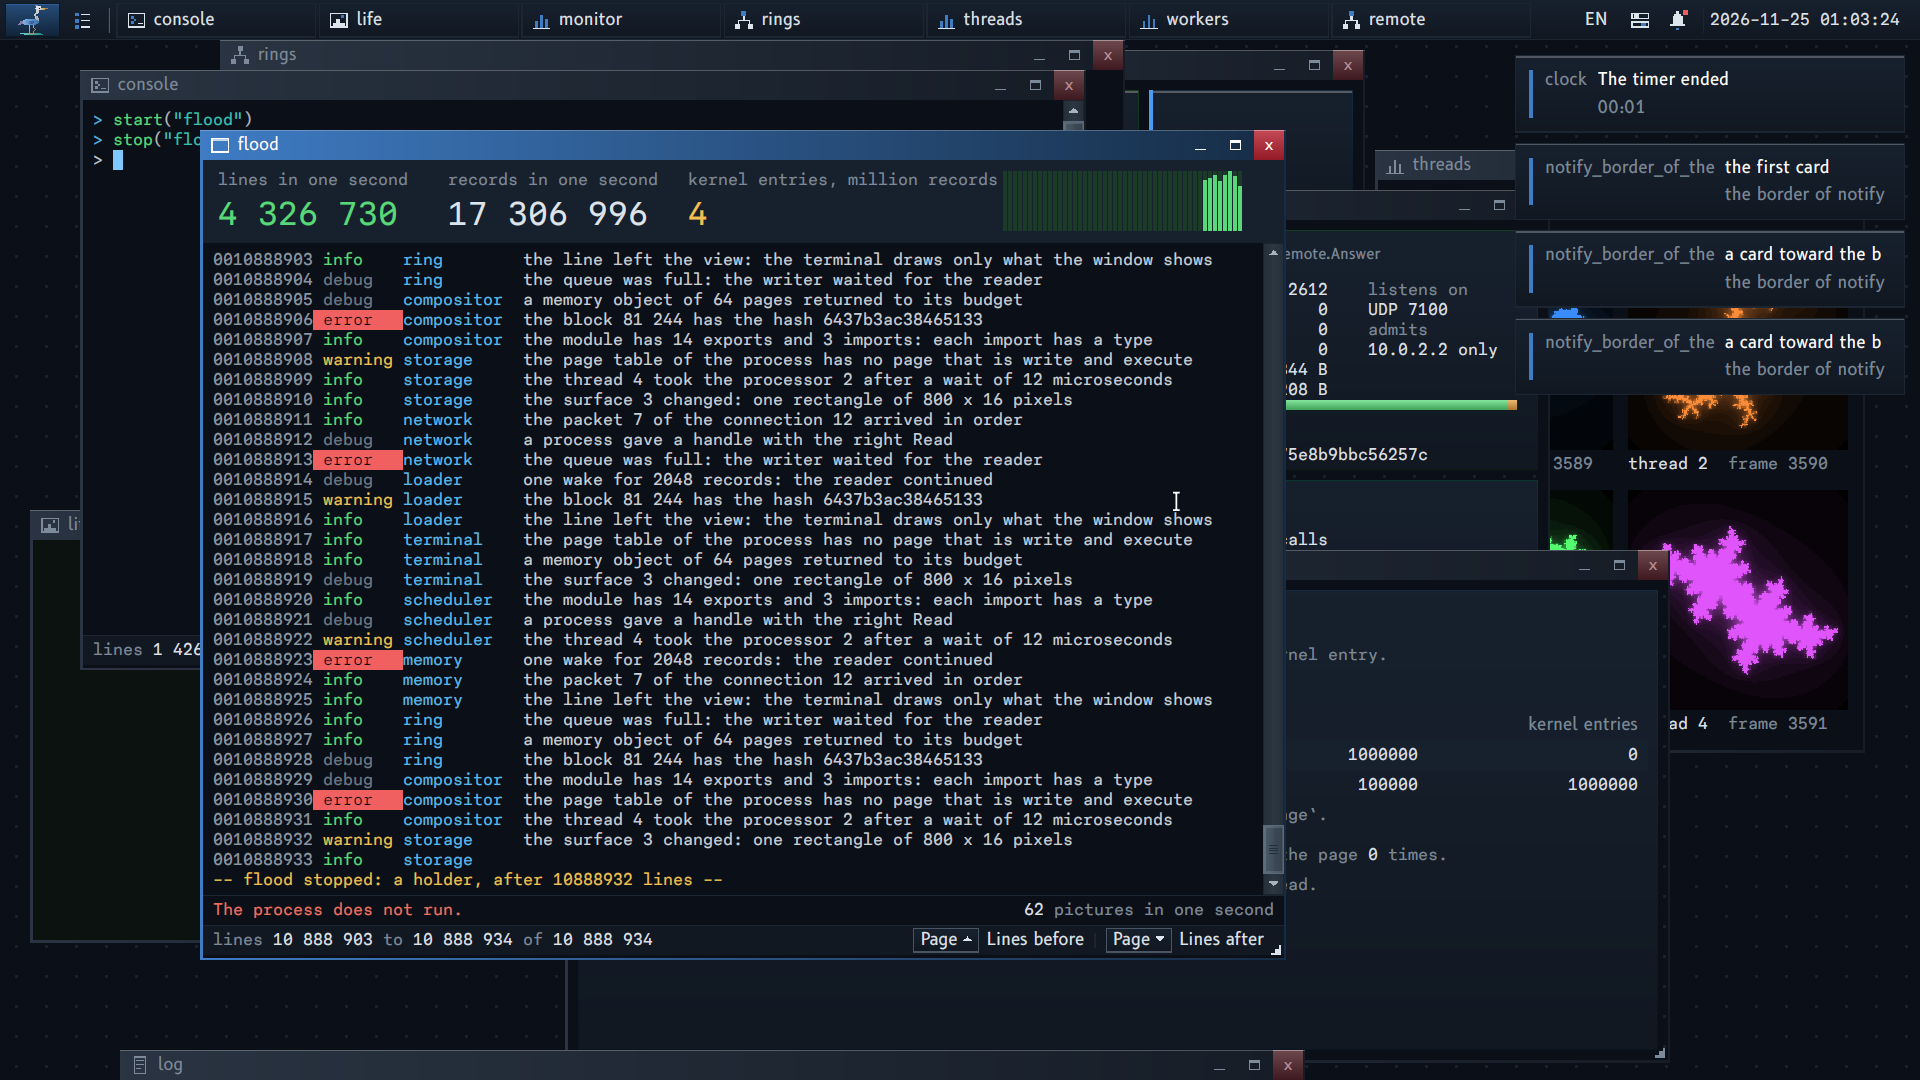 console
life
monitor
rings
threads
workers
remote
EN
2026-11-25 01:03:24
rings
console
> start("flood")
> stop("flo
>
lines 1 426
flood
lines in one second
4 326 730
records in one second
17 306 996
kernel entries, million records
4
0010888903 info ring the line left the view: the terminal draws only what the window shows
0010888904 debug ring the queue was full: the writer waited for the reader
0010888905 debug compositor a memory object of 64 pages returned to its budget
0010888906 error compositor the block 81 244 has the hash 6437b3ac38465133
0010888907 info compositor the module has 14 exports and 3 imports: each import has a type
0010888908 warning storage the page table of the process has no page that is write and execute
0010888909 info storage the thread 4 took the processor 2 after a wait of 12 microseconds
0010888910 info storage the surface 3 changed: one rectangle of 800 x 16 pixels
0010888911 info network the packet 7 of the connection 12 arrived in order
0010888912 debug network a process gave a handle with the right Read
0010888913 error network the queue was full: the writer waited for the reader
0010888914 debug loader one wake for 2048 records: the reader continued
0010888915 warning loader the block 81 244 has the hash 6437b3ac38465133
0010888916 info loader the line left the view: the terminal draws only what the window shows
0010888917 info terminal the page table of the process has no page that is write and execute
0010888918 info terminal a memory object of 64 pages returned to its budget
0010888919 debug terminal the surface 3 changed: one rectangle of 800 x 16 pixels
0010888920 info scheduler the module has 14 exports and 3 imports: each import has a type
0010888921 debug scheduler a process gave a handle with the right Read
0010888922 warning scheduler the thread 4 took the processor 2 after a wait of 12 microseconds
0010888923 error memory one wake for 2048 records: the reader continued
0010888924 info memory the packet 7 of the connection 12 arrived in order
0010888925 info memory the line left the view: the terminal draws only what the window shows
0010888926 info ring the queue was full: the writer waited for the reader
0010888927 info ring a memory object of 64 pages returned to its budget
0010888928 debug ring the block 81 244 has the hash 6437b3ac38465133
0010888929 debug compositor the module has 14 exports and 3 imports: each import has a type
0010888930 error compositor the page table of the process has no page that is write and execute
0010888931 info compositor the thread 4 took the processor 2 after a wait of 12 microseconds
0010888932 warning storage the surface 3 changed: one rectangle of 800 x 16 pixels
0010888933 info storage
-- flood stopped: a holder, after 10888932 lines --
The process does not run.
62 pictures in one second
lines 10 888 903 to 10 888 934 of 10 888 934
Page Lines before
Page Lines after
li
threads
clock The timer ended
00:01
notify_border_of_the the first card
the border of notify
notify_border_of_the a card toward the b
the border of notify
notify_border_of_the a card toward the b
the border of notify
emote.Answer
2612 listens on
0 UDP 7100
0 admits
0 10.0.2.2 only
344 B
208 B
75e8b9bbc56257c
calls
3589
thread 2 frame 3590
ad 4 frame 3591
nel entry.
kernel entries
1000000 0
100000 1000000
ge`.
he page 0 times.
ad.
log